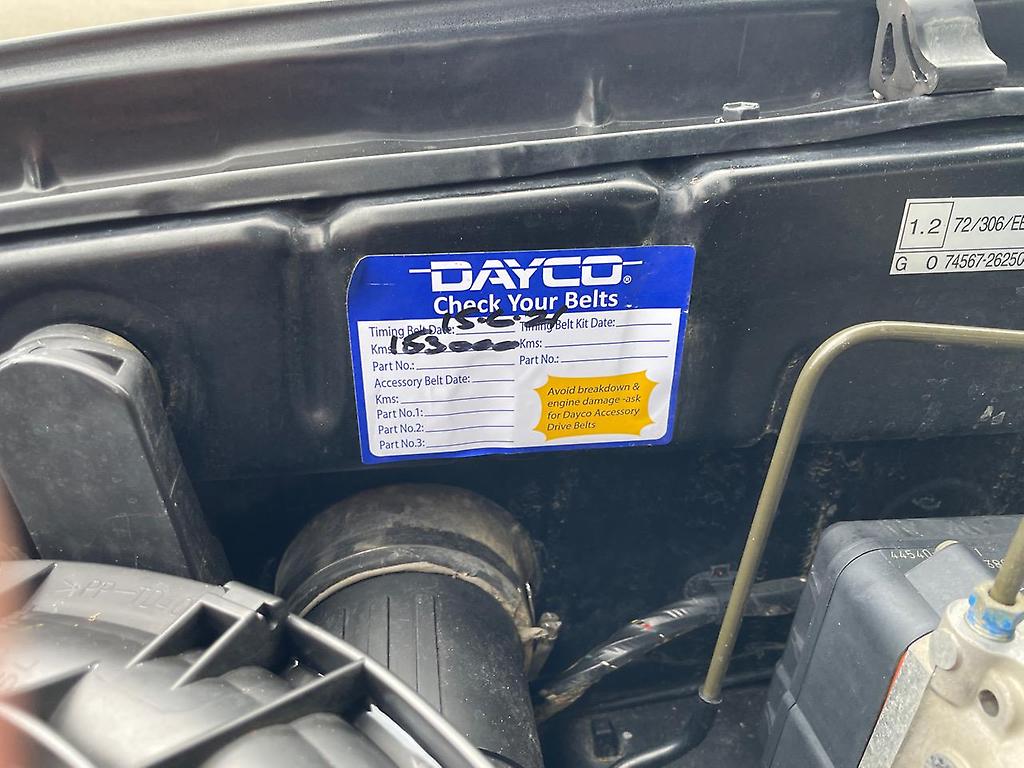 DAYCO®
Check Your Belts
Timing Belt Date: 15.6.21 Timing Belt Kit Date:
Kms: 153000 Kms:
Part No.: Part No.:
Accessory Belt Date:
Kms:
Part No.1:
Part No.2:
Part No.3:
Avoid breakdown &
engine damage -ask
for Dayco Accessory
Drive Belts
1.2 72/306/EE
G O 74567-26250
44540